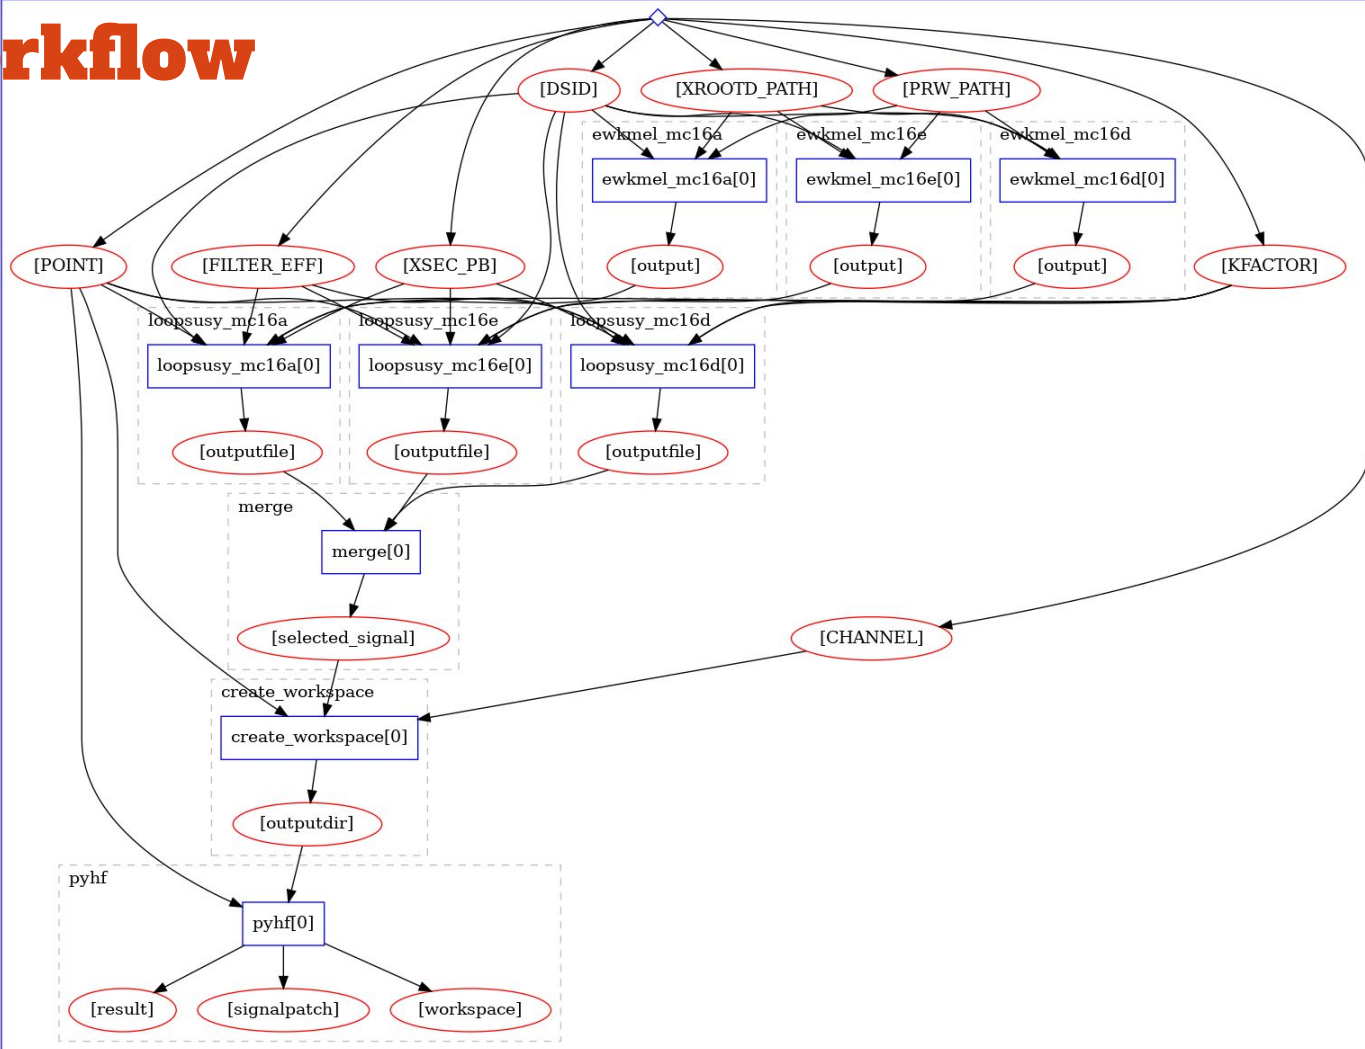 rkflow
[DSID]
[XROOTD_PATH]
[PRW_PATH]
ewkmel_mc16a
ewkmel_mc16e
ewkmel_mc16d
ewkmel_mc16a[0]
ewkmel_mc16e[0]
ewkmel_mc16d[0]
[POINT]
[FILTER_EFF]
[XSEC_PB]
[output]
[output]
[output]
[KFACTOR]
loopsusy_mc16a
loopsusy_mc16e
loopsusy_mc16d
loopsusy_mc16a[0]
loopsusy_mc16e[0]
loopsusy_mc16d[0]
[outputfile]
[outputfile]
[outputfile]
merge
merge[0]
[selected_signal]
[CHANNEL]
create_workspace
create_workspace[0]
[outputdir]
pyhf
pyhf[0]
[result]
[signalpatch]
[workspace]